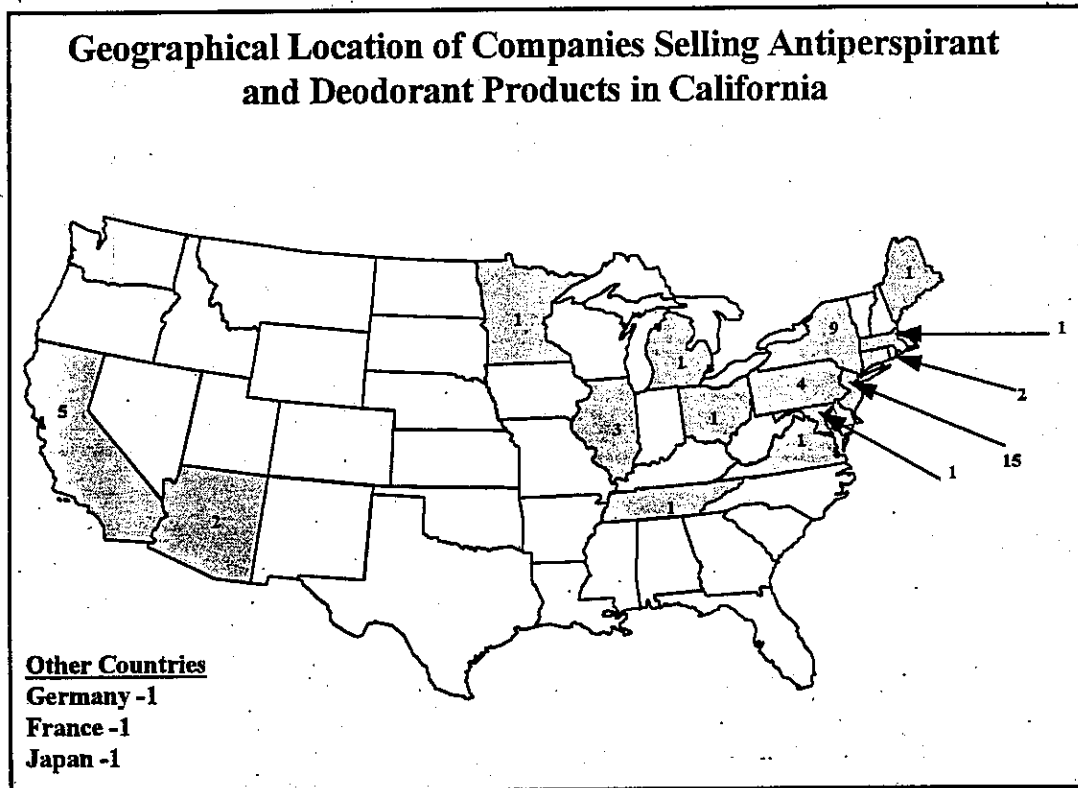 Geographical Location of Companies Selling Antiperspirant
and Deodorant Products in California
1
1
9
1
1
1
4
2
5
3
1
1
15
1
2
1
Other Countries
Germany -1
France -1
Japan -1